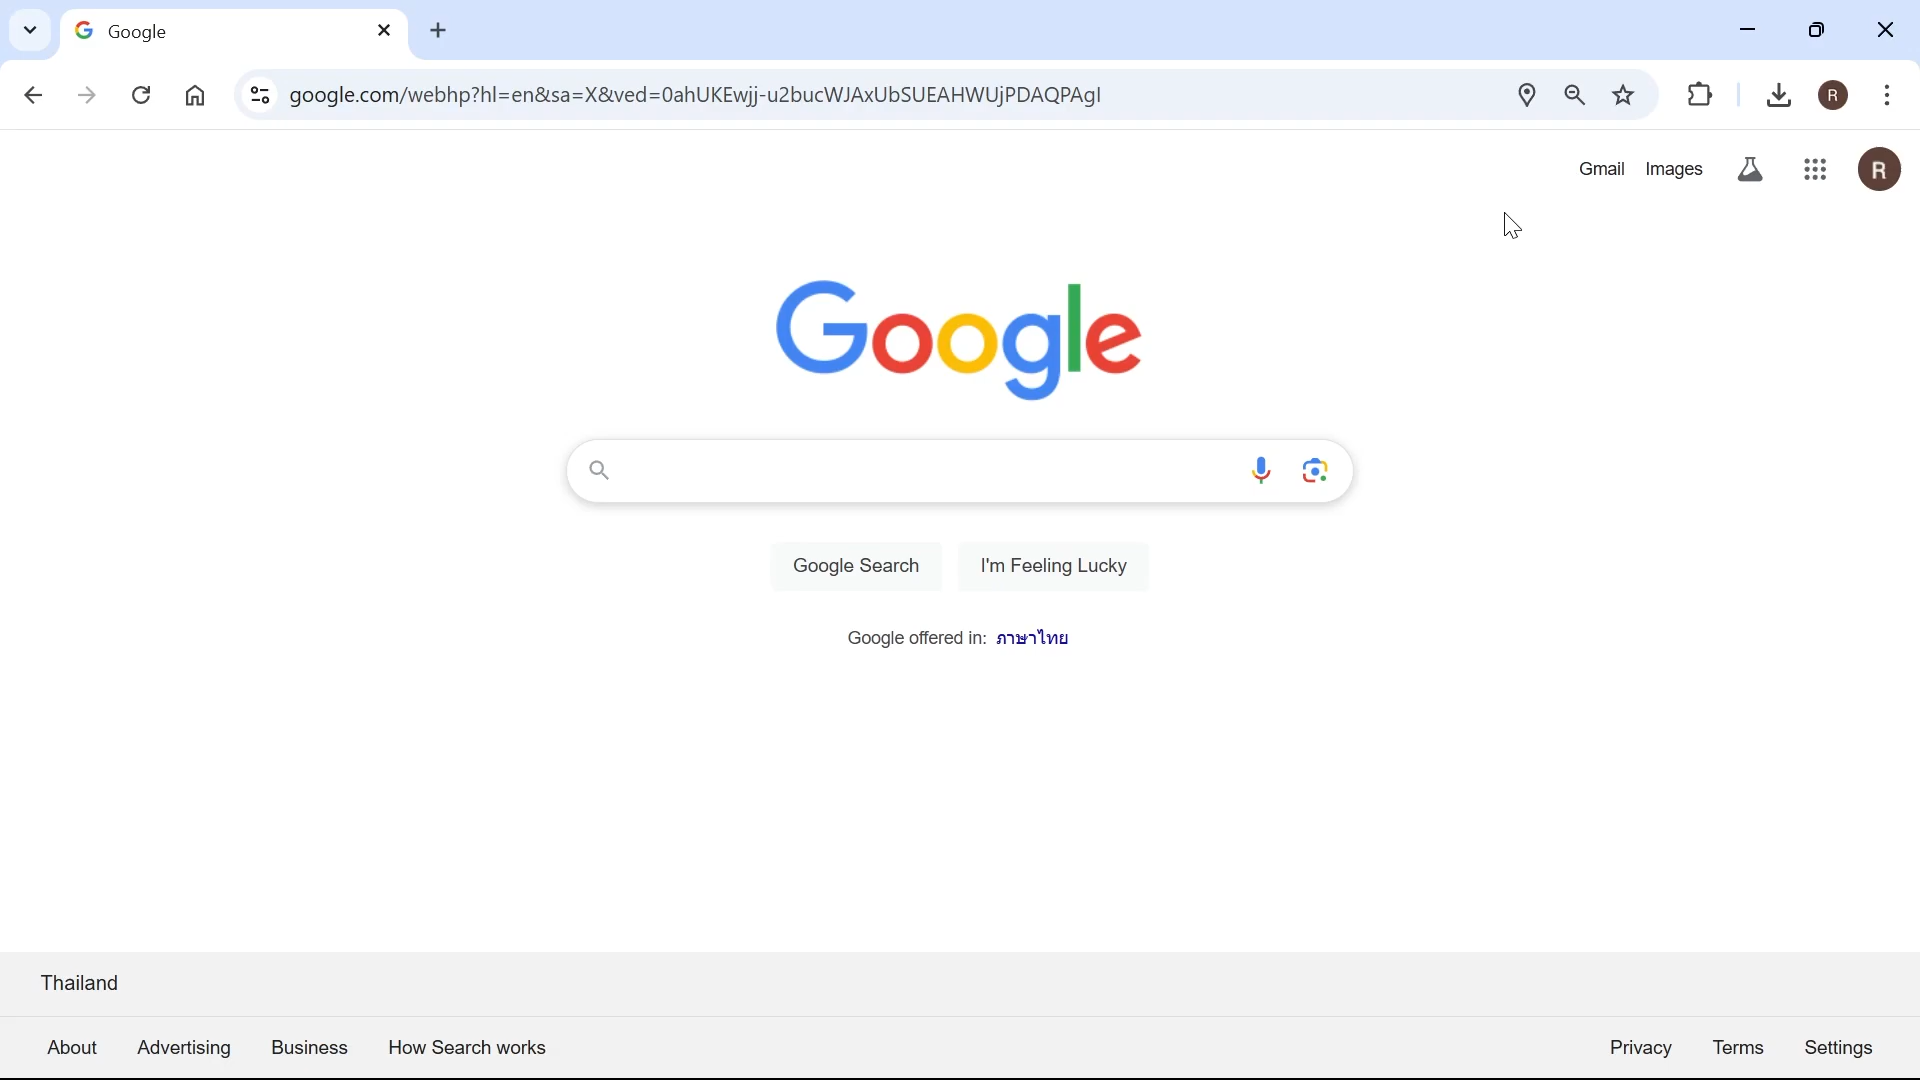 Google
google.com/webhp?hl=en&sa=X&ved=0ahUKEwjj-u2bucWJAxUbSUEAHWUjPDAQPAgI
R
Gmail Images R
Google
Google Search I'm Feeling Lucky
Google offered in: ภาษาไทย
Thailand
About Advertising Business How Search works Privacy Terms Settings